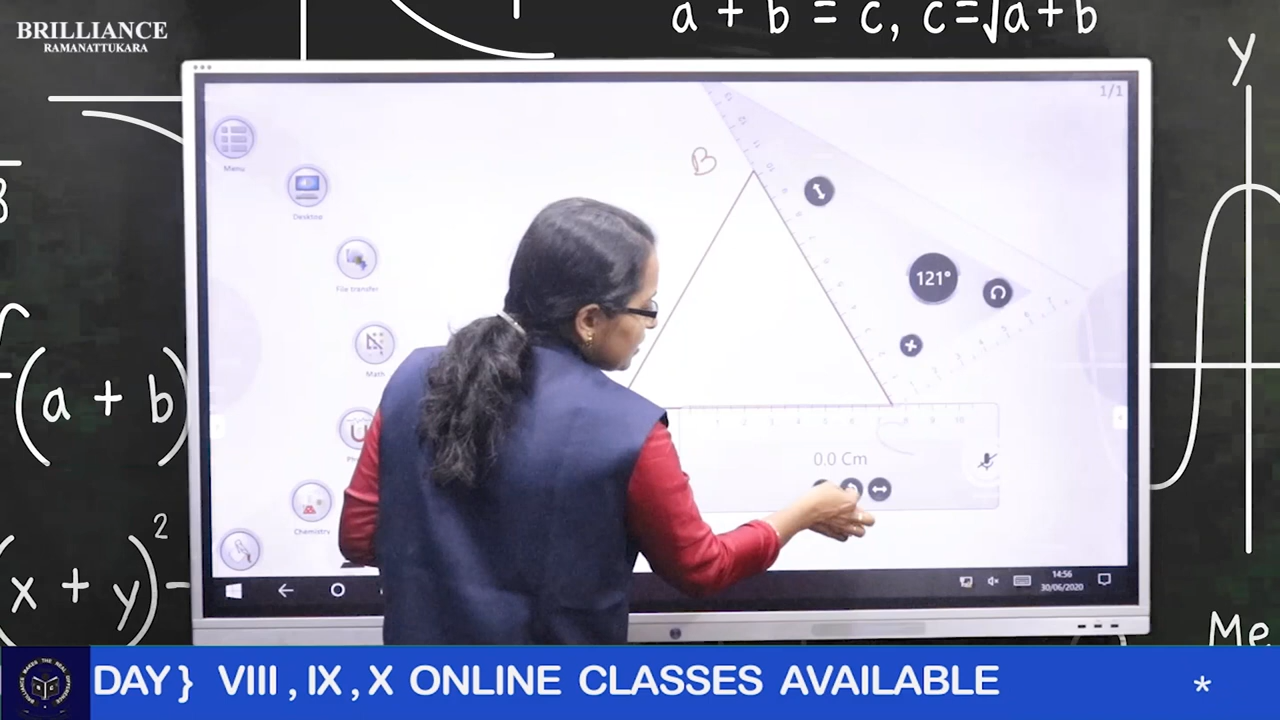 BRILLIANCE
RAMANATTUKARA
a + b = c, c=√a+b
y
1/1
B
Menu
Desktop
File transfer
121°
Math
(a + b)
0.0 Cm
Chemistry
(x + y)²-
14:56
30/06/2020
Me
DAY } VIII , IX , X ONLINE CLASSES AVAILABLE *